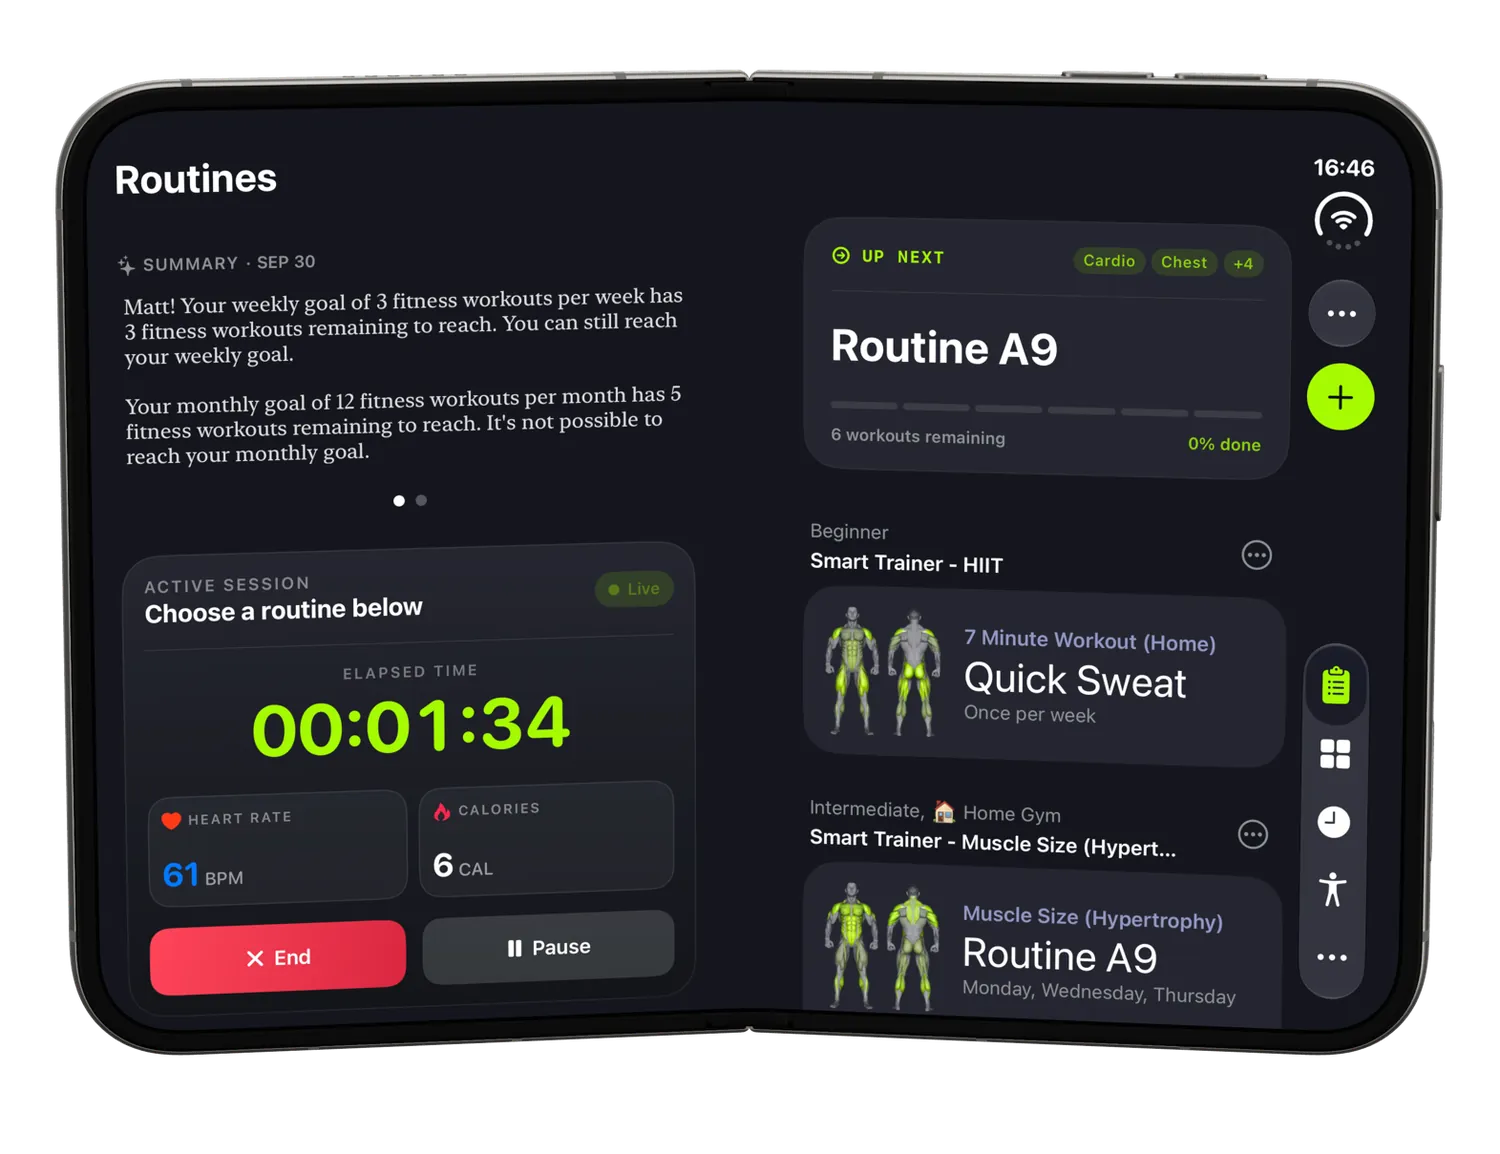 Routines
SUMMARY · SEP 30
Matt! Your weekly goal of 3 fitness workouts per week has
3 fitness workouts remaining to reach. You can still reach
your weekly goal.
Your monthly goal of 12 fitness workouts per month has 5
fitness workouts remaining to reach. It's not possible to
reach your monthly goal.
ACTIVE SESSION
Choose a routine below
Live
ELAPSED TIME
00:01:34
HEART RATE
61 BPM
CALORIES
6 CAL
End
Pause
UP NEXT
Cardio
Chest
+4
Routine A9
6 workouts remaining
0% done
Beginner
Smart Trainer - HIIT
7 Minute Workout (Home)
Quick Sweat
Once per week
Intermediate, 🏠 Home Gym
Smart Trainer - Muscle Size (Hypert...
Muscle Size (Hypertrophy)
Routine A9
Monday, Wednesday, Thursday
16:46